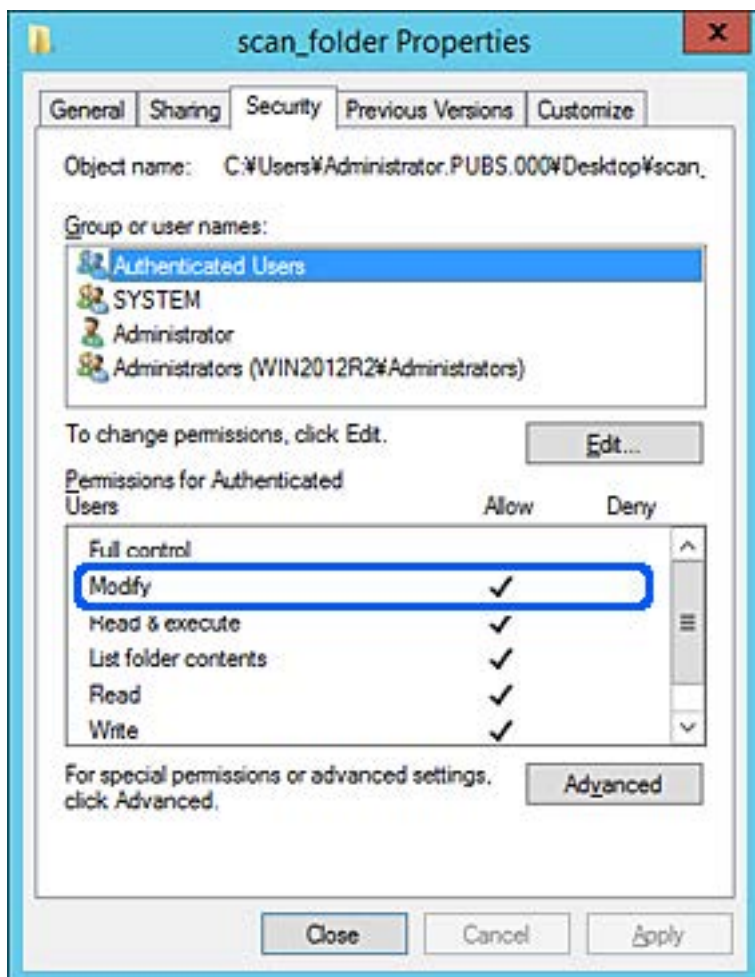 scan_folder Properties
x
General Sharing Security Previous Versions Customize
Object name: C:¥Users¥Administrator.PUBS.000¥Desktop¥scan_
Group or user names:
Authenticated Users
SYSTEM
Administrator
Administrators (WIN2012R2¥Administrators)
To change permissions, click Edit.
Edit...
Permissions for Authenticated
Users Allow Deny
Full control
Modify
Read & execute
List folder contents
Read
Write
For special permissions or advanced settings,
click Advanced.
Advanced
Close Cancel Apply